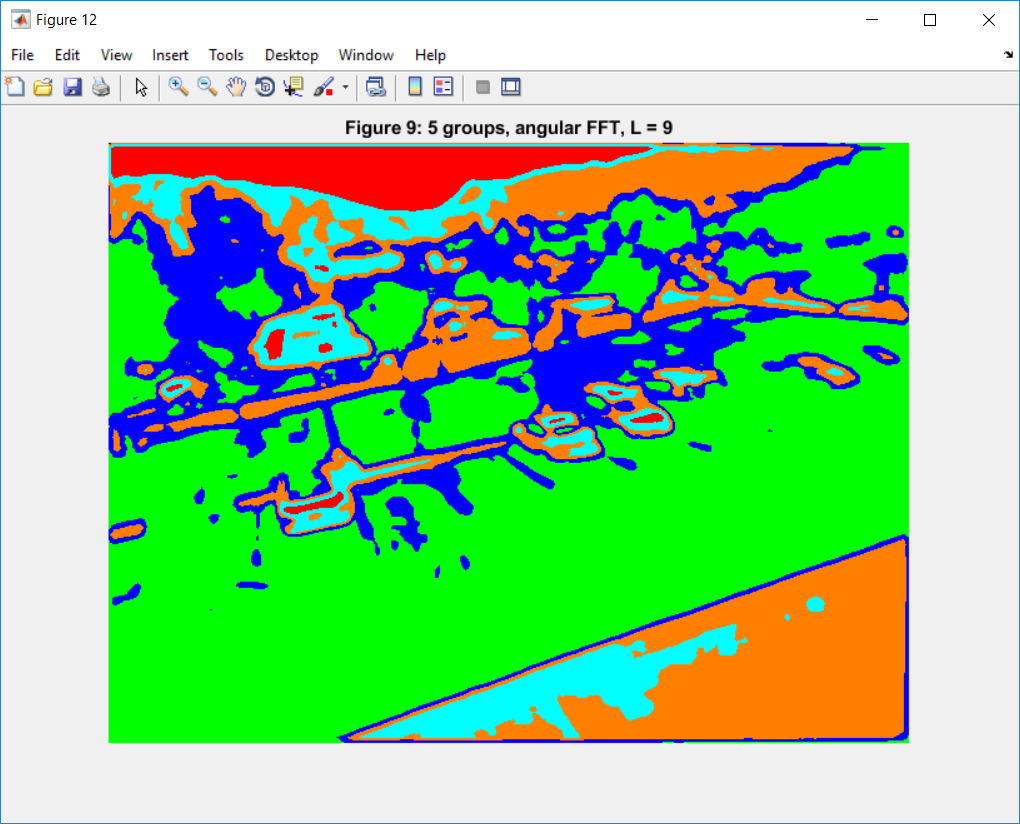 Figure 12
File Edit View Insert Tools Desktop Window Help
Figure 9: 5 groups, angular FFT, L = 9